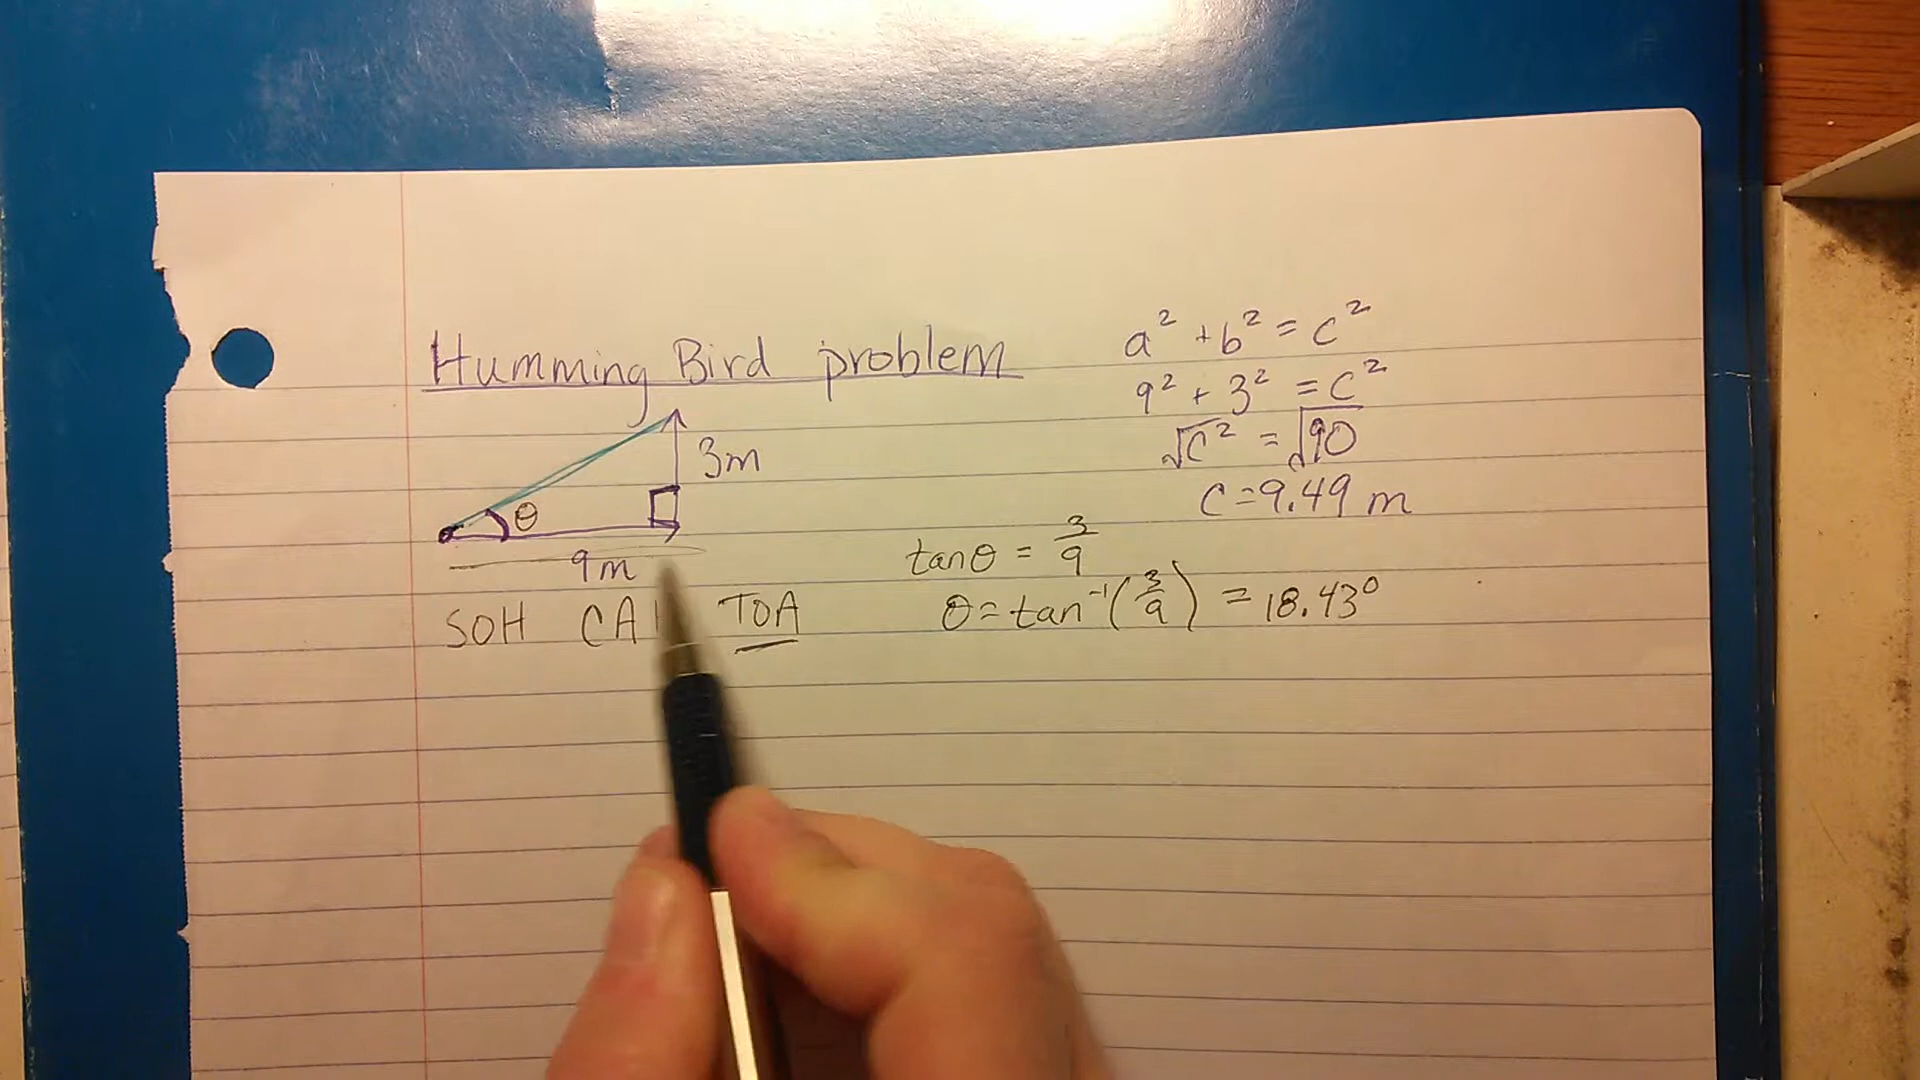 Humming Bird problem
3m
θ
9m
SOH CA TOA
a² + b² = c²
9² + 3² = c²
√c² = √90
c = 9.49 m
tanθ = 3/9
θ = tan⁻¹(3/9) = 18.43°